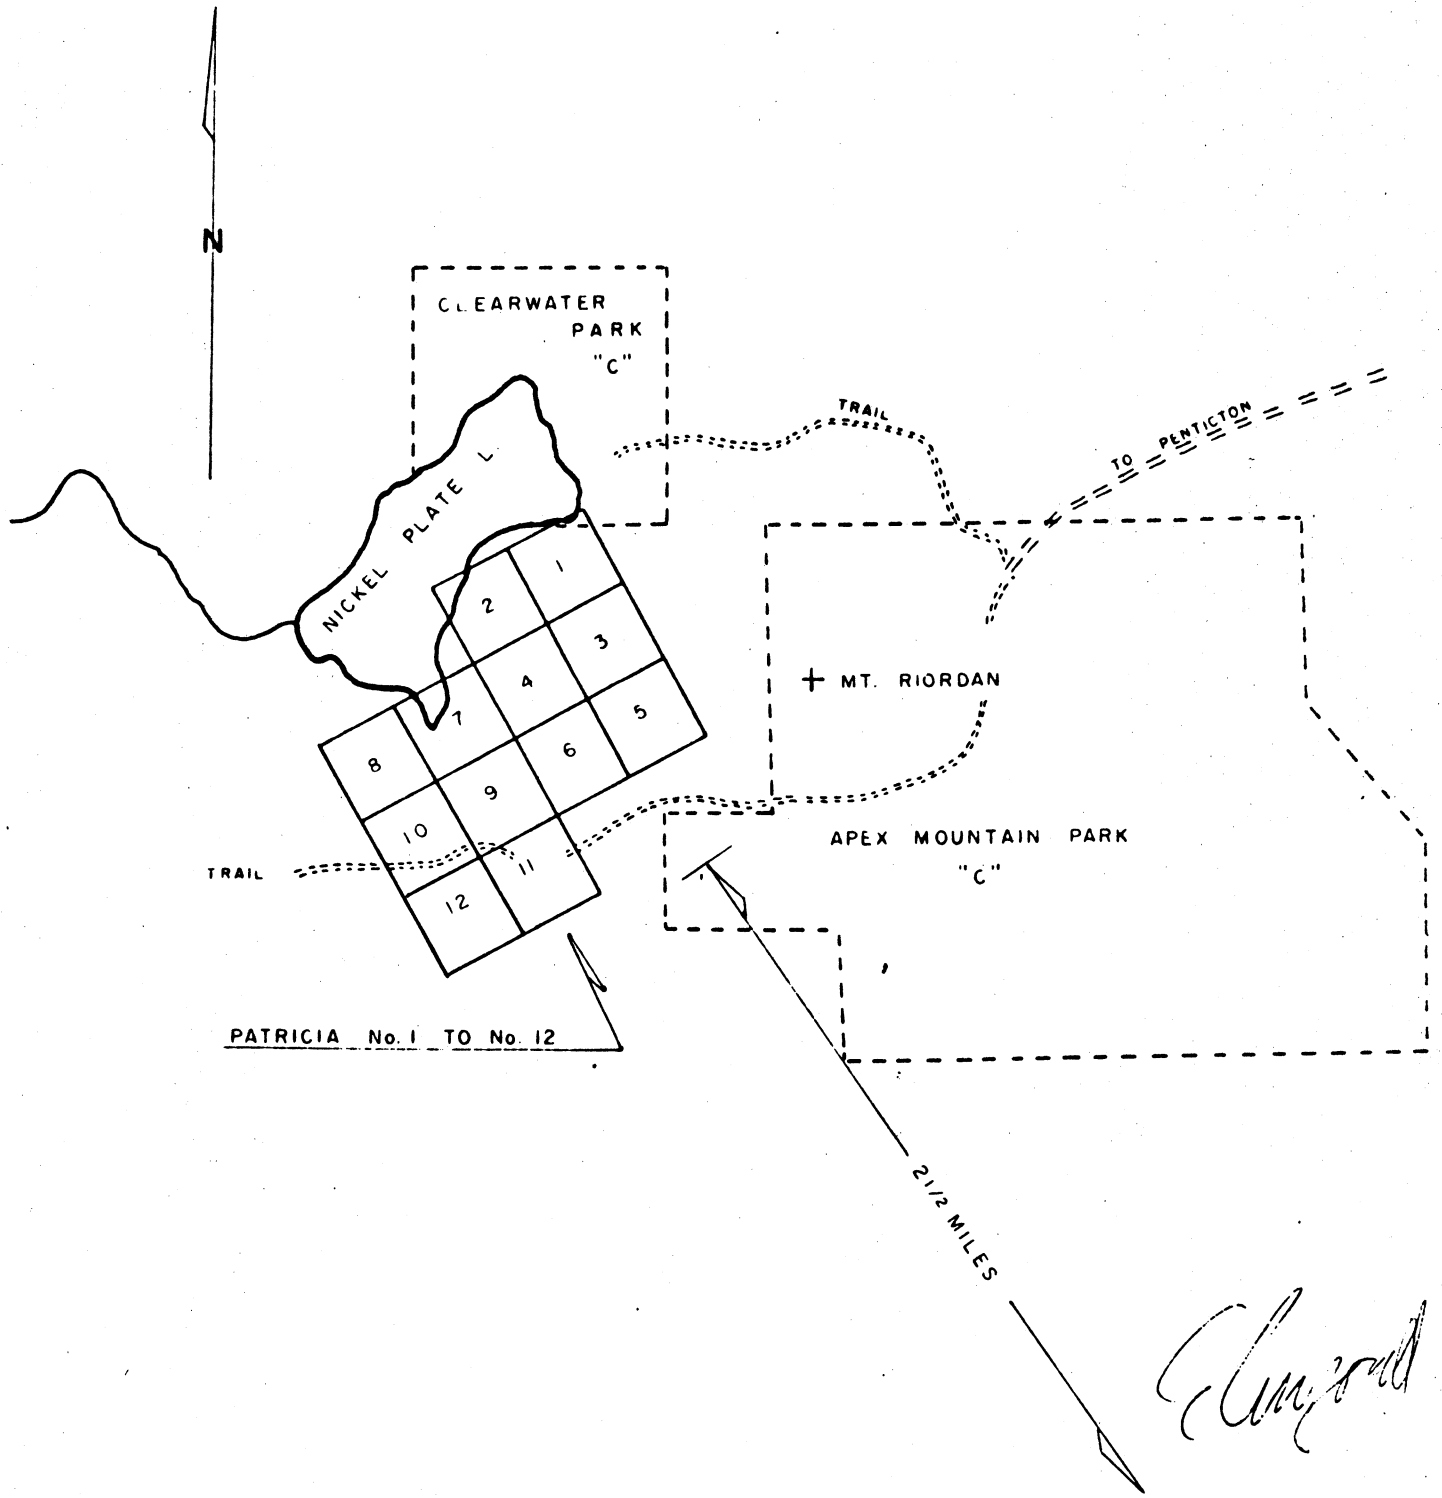 N
CLEARWATER
PARK
"C"
TRAIL
TO PENTICTON
NICKEL PLATE L.
1
2
3
4
5
6
7
8
9
10
11
12
+ MT. RIORDAN
APEX MOUNTAIN PARK
"C"
TRAIL
PATRICIA No. 1 TO No. 12
2 1/2 MILES